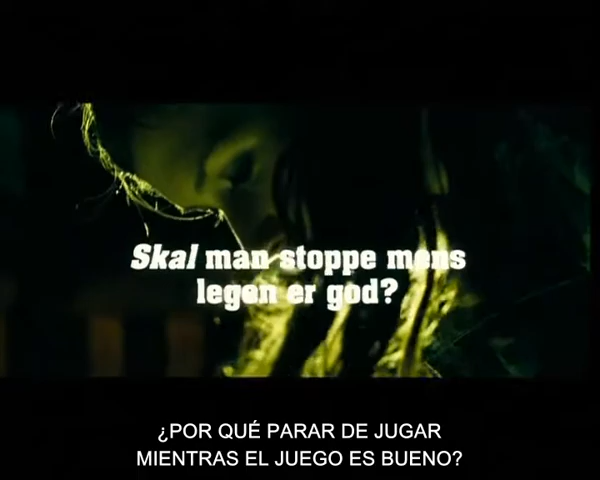 Skal man stoppe mens
legen er god?
¿POR QUÉ PARAR DE JUGAR
MIENTRAS EL JUEGO ES BUENO?